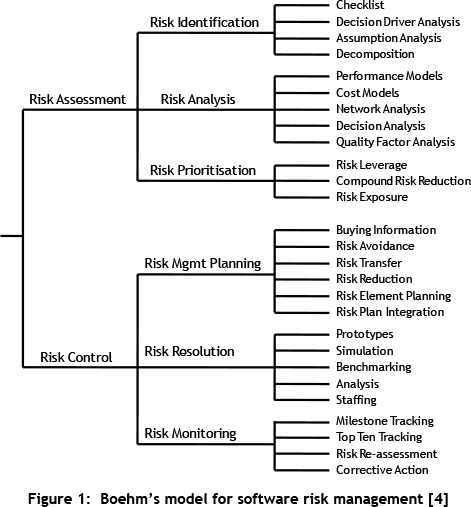 Risk Assessment
Risk Identification
Checklist
Decision Driver Analysis
Assumption Analysis
Decomposition
Risk Analysis
Performance Models
Cost Models
Network Analysis
Decision Analysis
Quality Factor Analysis
Risk Prioritisation
Risk Leverage
Compound Risk Reduction
Risk Exposure
Risk Control
Risk Mgmt Planning
Buying Information
Risk Avoidance
Risk Transfer
Risk Reduction
Risk Element Planning
Risk Plan Integration
Risk Resolution
Prototypes
Simulation
Benchmarking
Analysis
Staffing
Risk Monitoring
Milestone Tracking
Top Ten Tracking
Risk Re-assessment
Corrective Action
Figure 1: Boehm's model for software risk management [4]